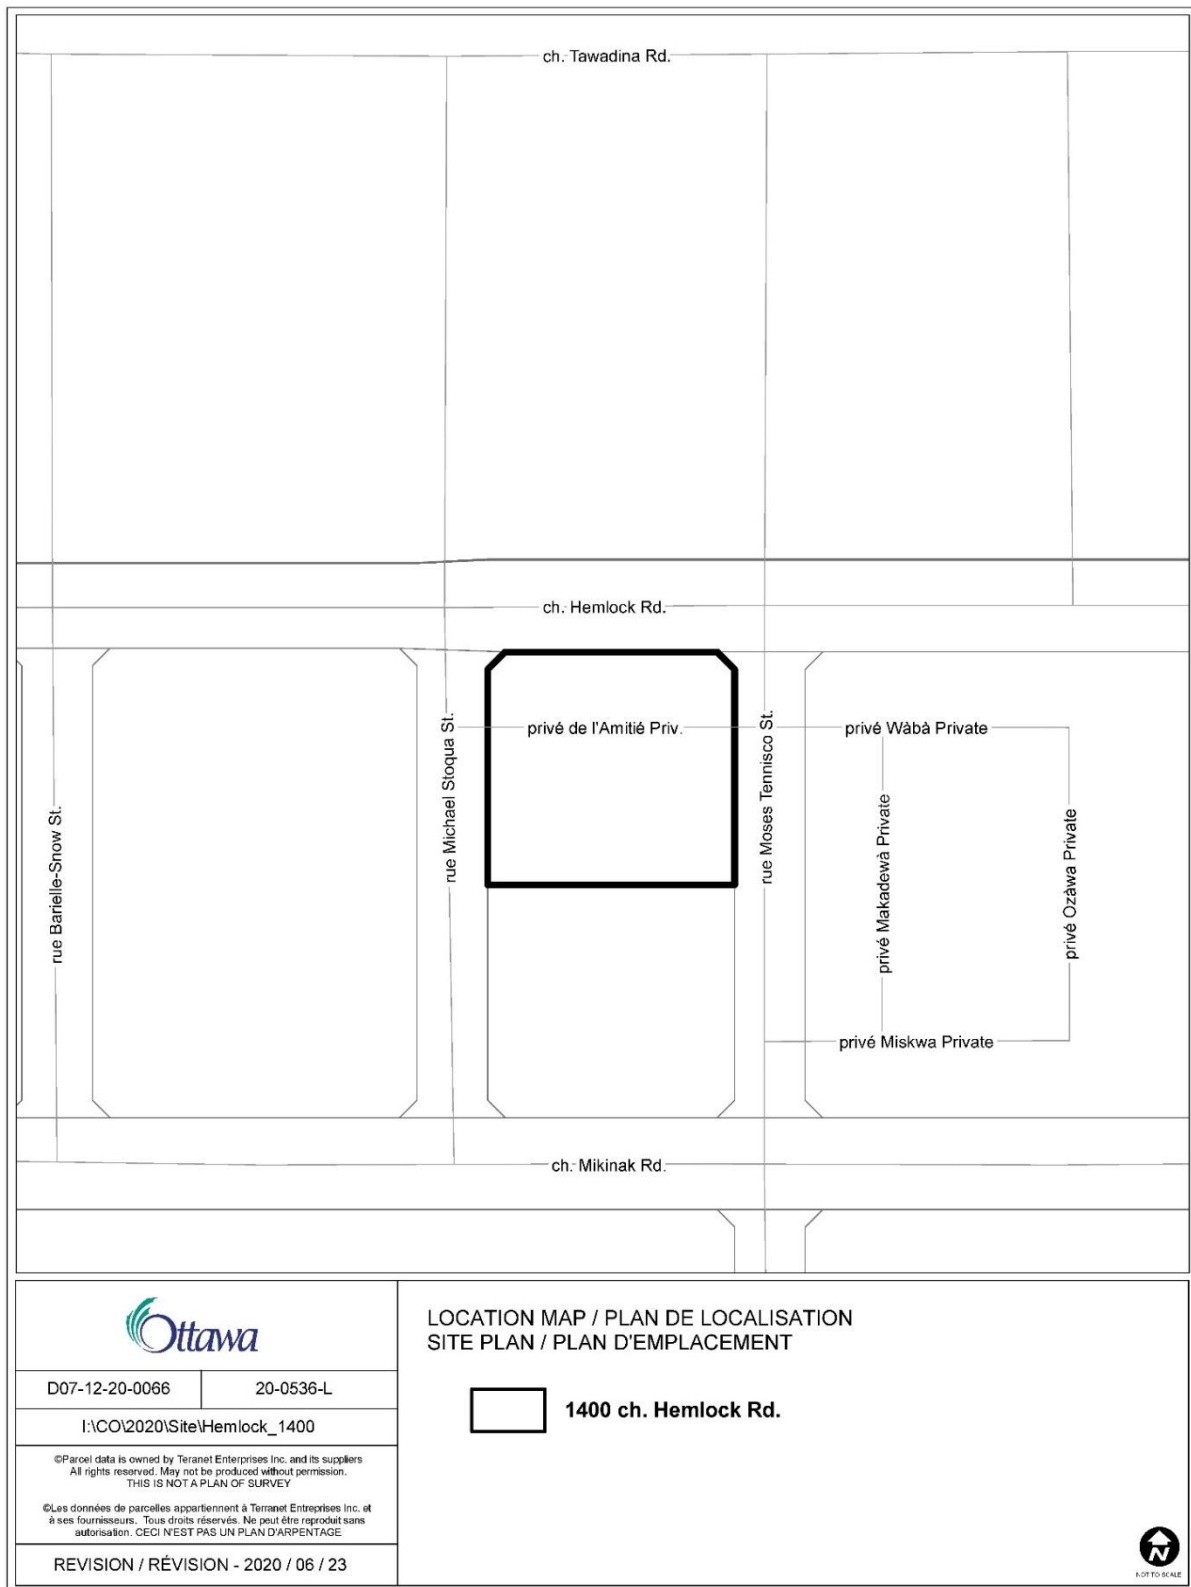 ch. Tawadina Rd.
ch. Hemlock Rd.
privé de l'Amitié Priv.
privé Wàbà Private
rue Barielle-Snow St.
rue Michael Stoqua St.
rue Moses Tennisco St.
privé Makadewà Private
privé Ozàwa Private
privé Miskwa Private
ch. Mikinak Rd.
Ottawa
D07-12-20-0066
20-0536-L
I:\CO\2020\Site\Hemlock_1400
©Parcel data is owned by Teranet Enterprises Inc. and its suppliers
All rights reserved. May not be produced without permission.
THIS IS NOT A PLAN OF SURVEY
©Les données de parcelles appartiennent à Terranet Entreprises Inc. et
à ses fournisseurs. Tous droits réservés. Ne peut être reproduit sans
autorisation. CECI N'EST PAS UN PLAN D'ARPENTAGE
REVISION / RÉVISION - 2020 / 06 / 23
LOCATION MAP / PLAN DE LOCALISATION
SITE PLAN / PLAN D'EMPLACEMENT
1400 ch. Hemlock Rd.
N
NOT TO SCALE